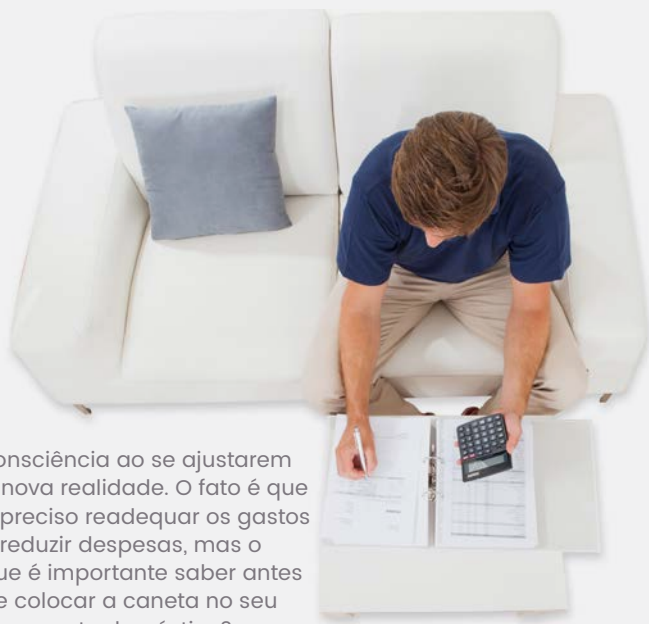 onsciência ao se ajustarem
nova realidade. O fato é que
preciso readequar os gastos
reduzir despesas, mas o
ue é importante saber antes
e colocar a caneta no seu